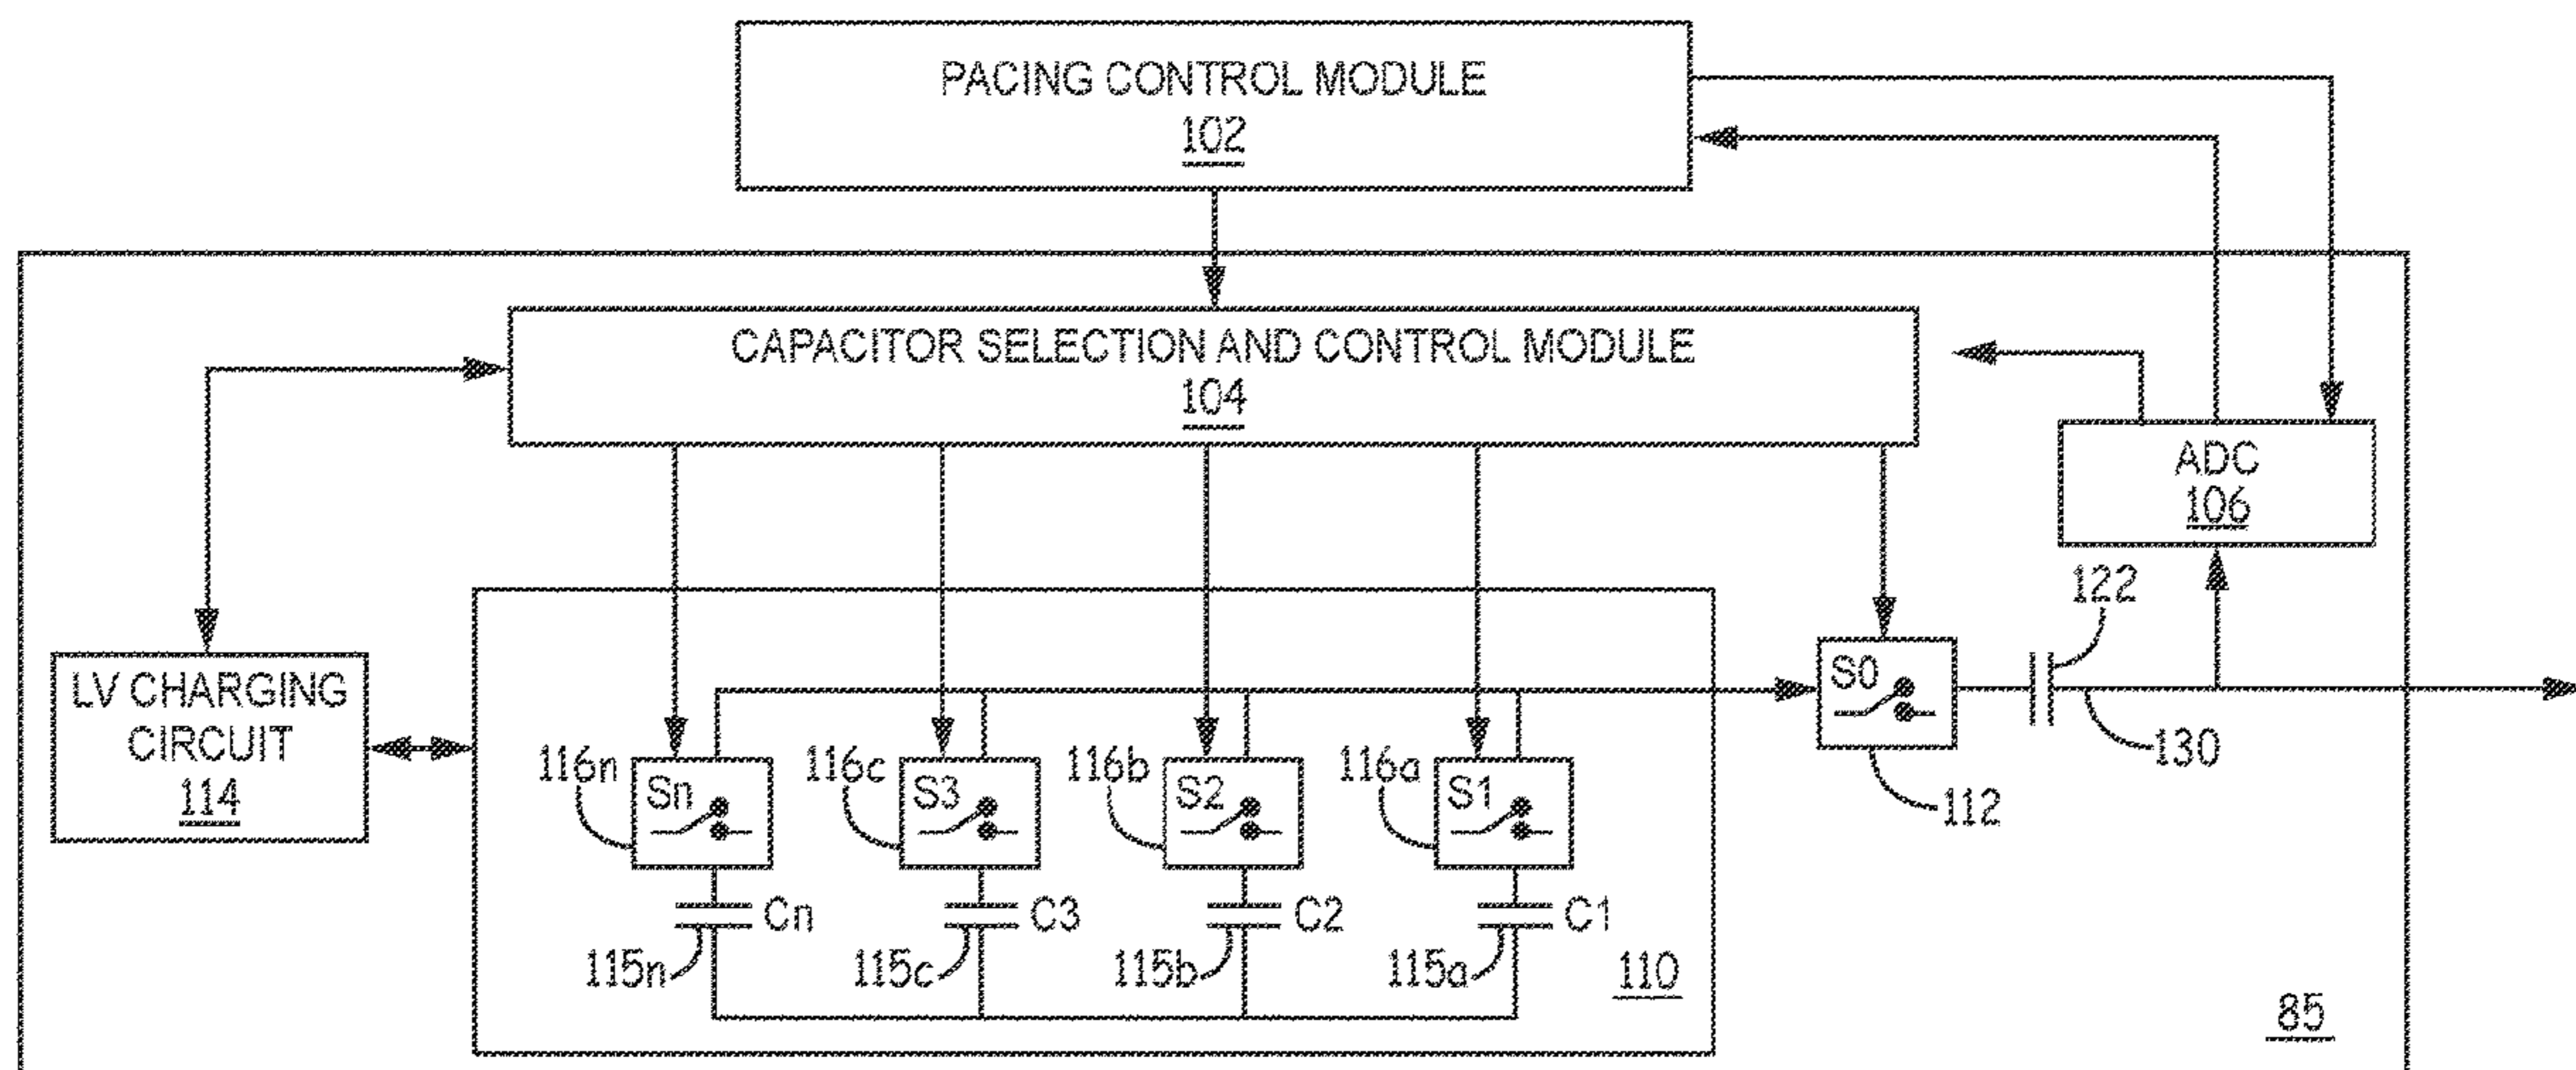 PACING CONTROL MODULE
102
CAPACITOR SELECTION AND CONTROL MODULE
104
ADC
106
122
LV CHARGING
CIRCUIT
114
S0
130
112
116n
Sn
116c
S3
116b
S2
116a
S1
Cn
C3
C2
C1
115n
115c
115b
115a
110
85